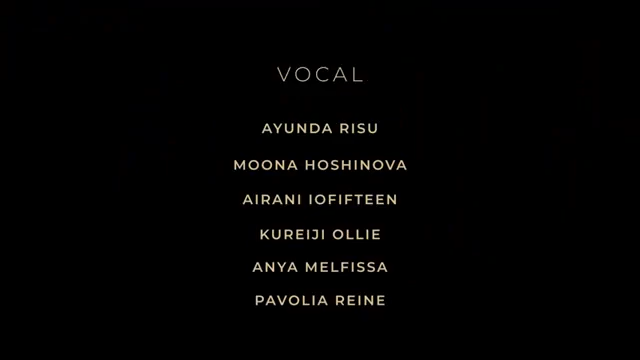 VOCAL
AYUNDA RISU
MOONA HOSHINOVA
AIRANI IOFIFTEEN
KUREIJI OLLIE
ANYA MELFISSA
PAVOLIA REINE